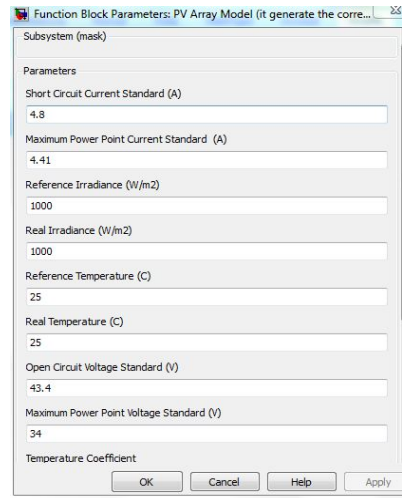 Function Block Parameters: PV Array Model (it generate the corre...
Subsystem (mask)
Parameters
Short Circuit Current Standard (A)
4.8
Maximum Power Point Current Standard (A)
4.41
Reference Irradiance (W/m2)
1000
Real Irradiance (W/m2)
1000
Reference Temperature (C)
25
Real Temperature (C)
25
Open Circuit Voltage Standard (V)
43.4
Maximum Power Point Voltage Standard (V)
34
Temperature Coefficient
OK Cancel Help Apply